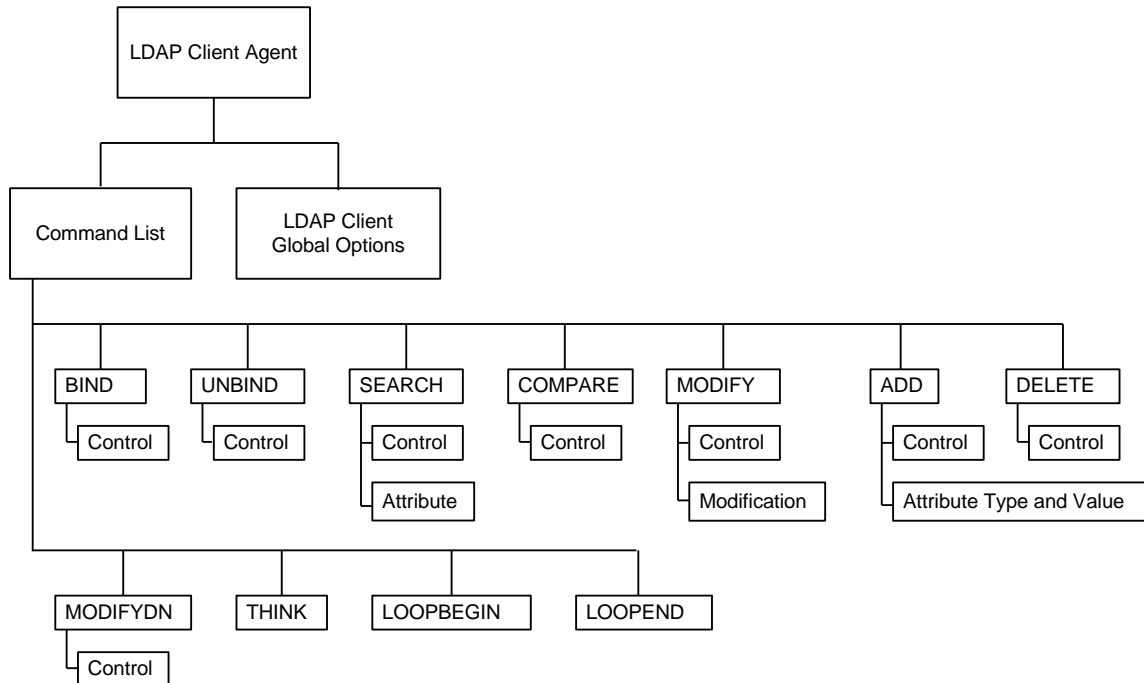 LDAP Client Agent
Command List
LDAP Client
Global Options
BIND
UNBIND
SEARCH
COMPARE
MODIFY
ADD
DELETE
Control
Control
Control
Control
Control
Control
Control
Attribute
Modification
Attribute Type and Value
MODIFYDN
THINK
LOOPBEGIN
LOOPEND
Control